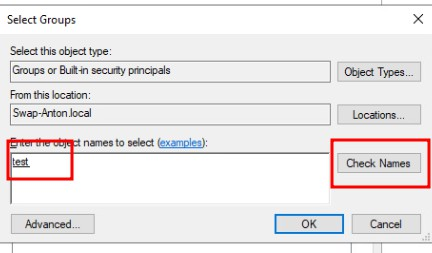 Select Groups
Select this object type:
Groups or Built-in security principals
Object Types...
From this location:
Swap-Anton.local
Locations...
Enter the object names to select (examples):
test
Check Names
Advanced...
OK
Cancel